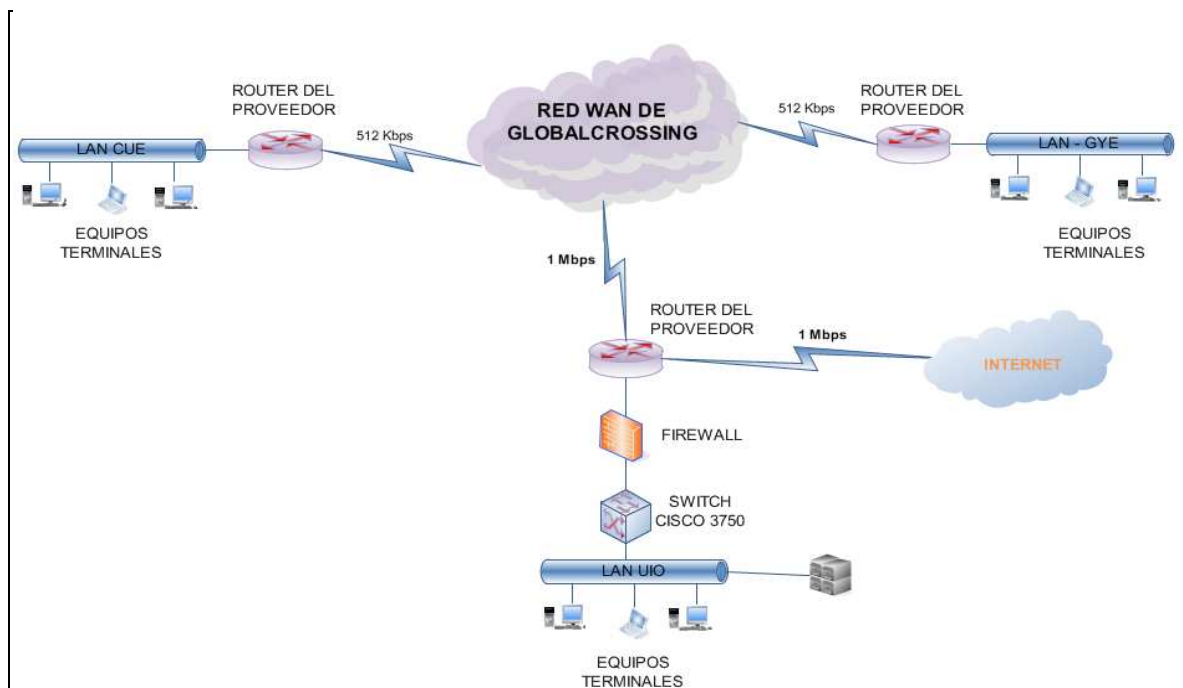 ROUTER DEL
PROVEEDOR
512 Kbps
LAN CUE
EQUIPOS
TERMINALES
RED WAN DE
GLOBALCROSSING
512 Kbps
ROUTER DEL
PROVEEDOR
LAN - GYE
EQUIPOS
TERMINALES
1 Mbps
ROUTER DEL
PROVEEDOR
1 Mbps
INTERNET
FIREWALL
SWITCH
CISCO 3750
LAN UIO
EQUIPOS
TERMINALES